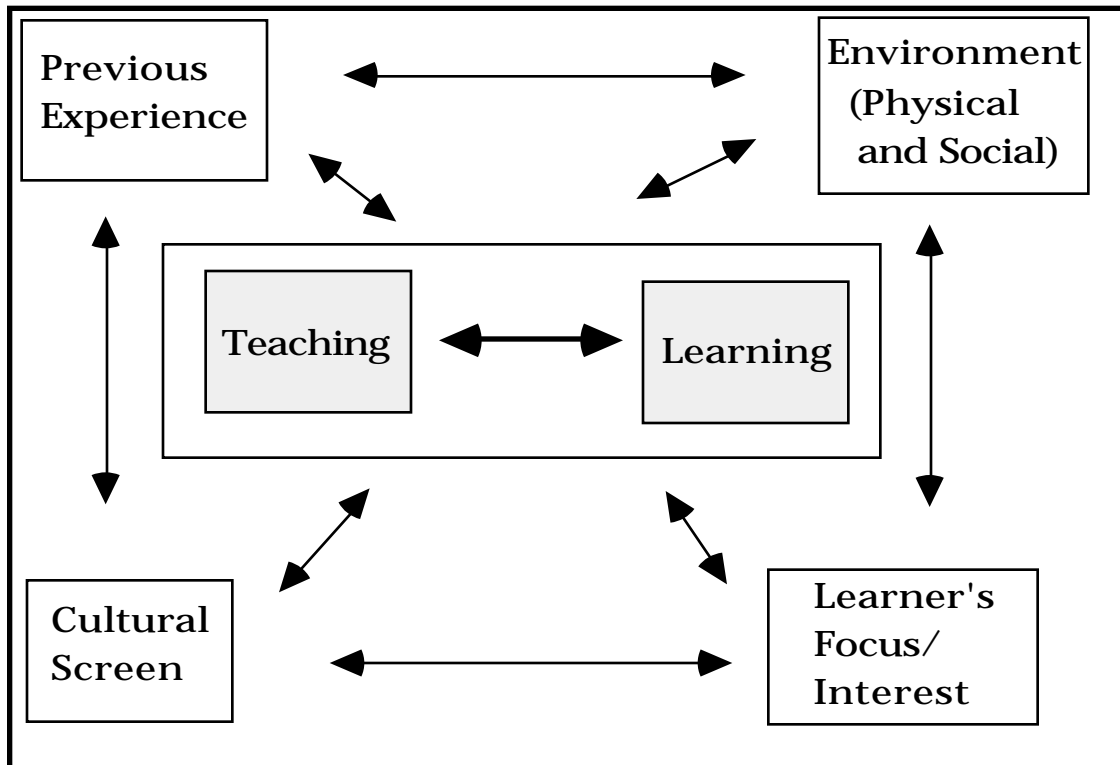 Previous
Experience
Environment
(Physical
and Social)
Teaching
Learning
Cultural
Screen
Learner's
Focus/
Interest